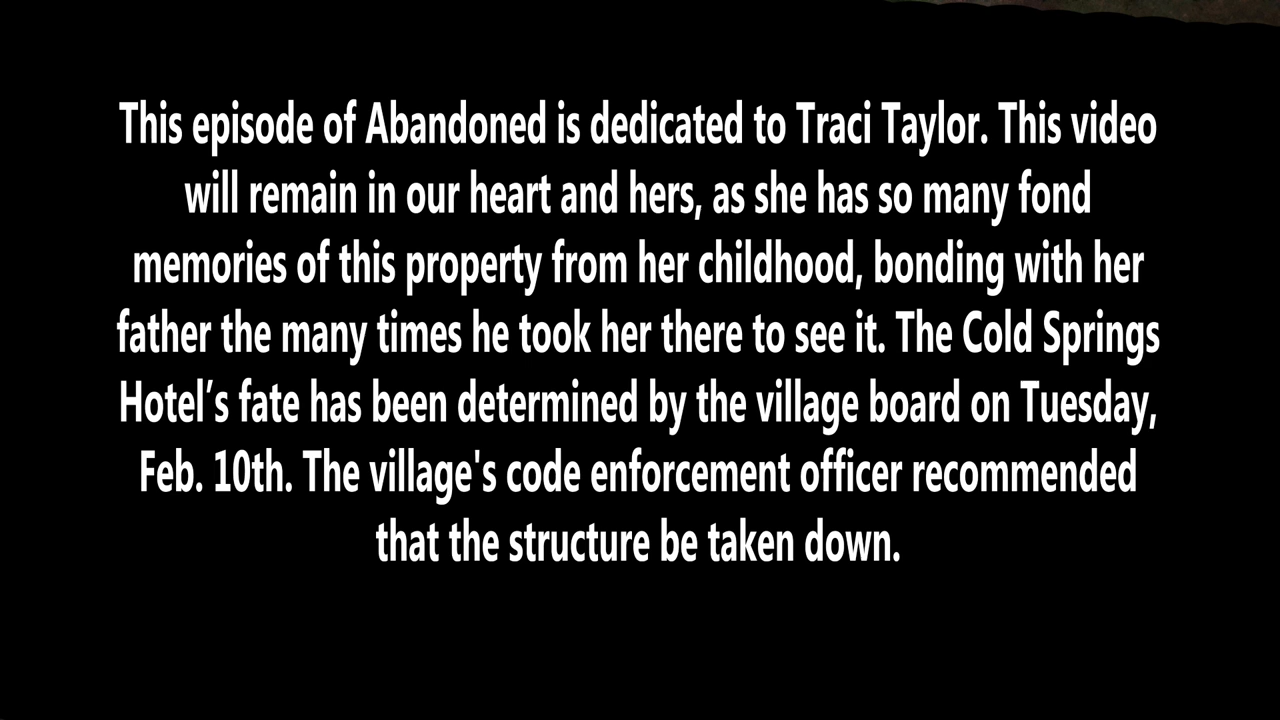 This episode of Abandoned is dedicated to Traci Taylor. This video
will remain in our heart and hers, as she has so many fond
memories of this property from her childhood, bonding with her
father the many times he took her there to see it. The Cold Springs
Hotel’s fate has been determined by the village board on Tuesday,
Feb. 10th. The village's code enforcement officer recommended
that the structure be taken down.